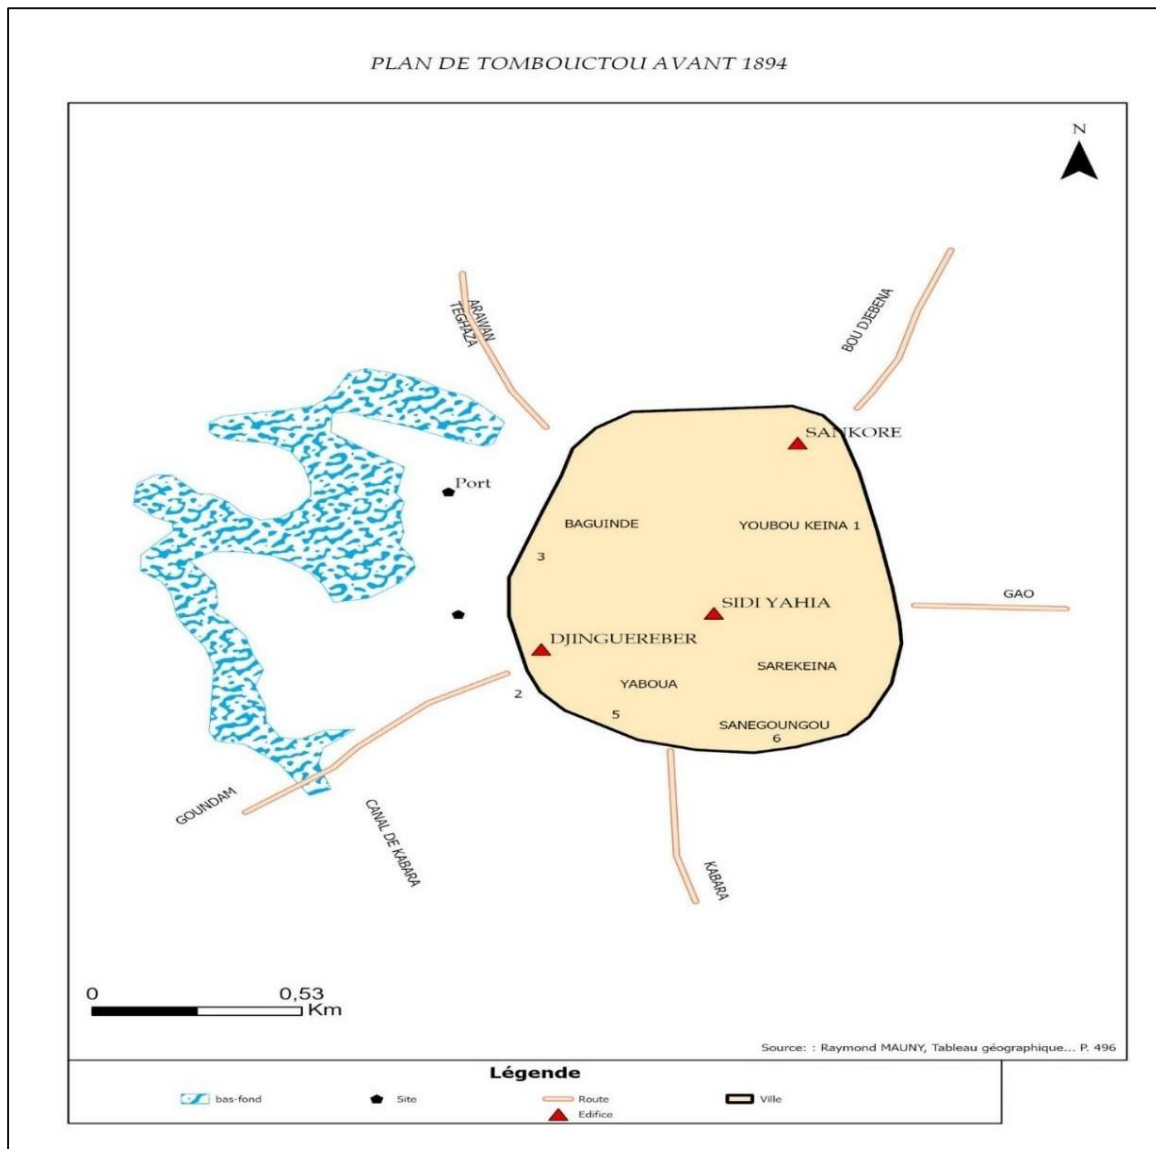 PLAN DE TOMBOUCTOU AVANT 1894
N
ARAWAN
TEGHAZA
BOU DJEBENA
SANKORE
Port
BAGUINDE
YOUBOU KEINA 1
3
GAO
SIDI YAHIA
DJINGUEREBER
SAREKEINA
YABOUA
2
5
SANEGOUNGOU
6
GOUNDAM
CANAL DE KABARA
KABARA
0 0,53
Km
Source: : Raymond MAUNY, Tableau géographique... P. 496
Légende
bas-fond Site Route Ville
Edifice